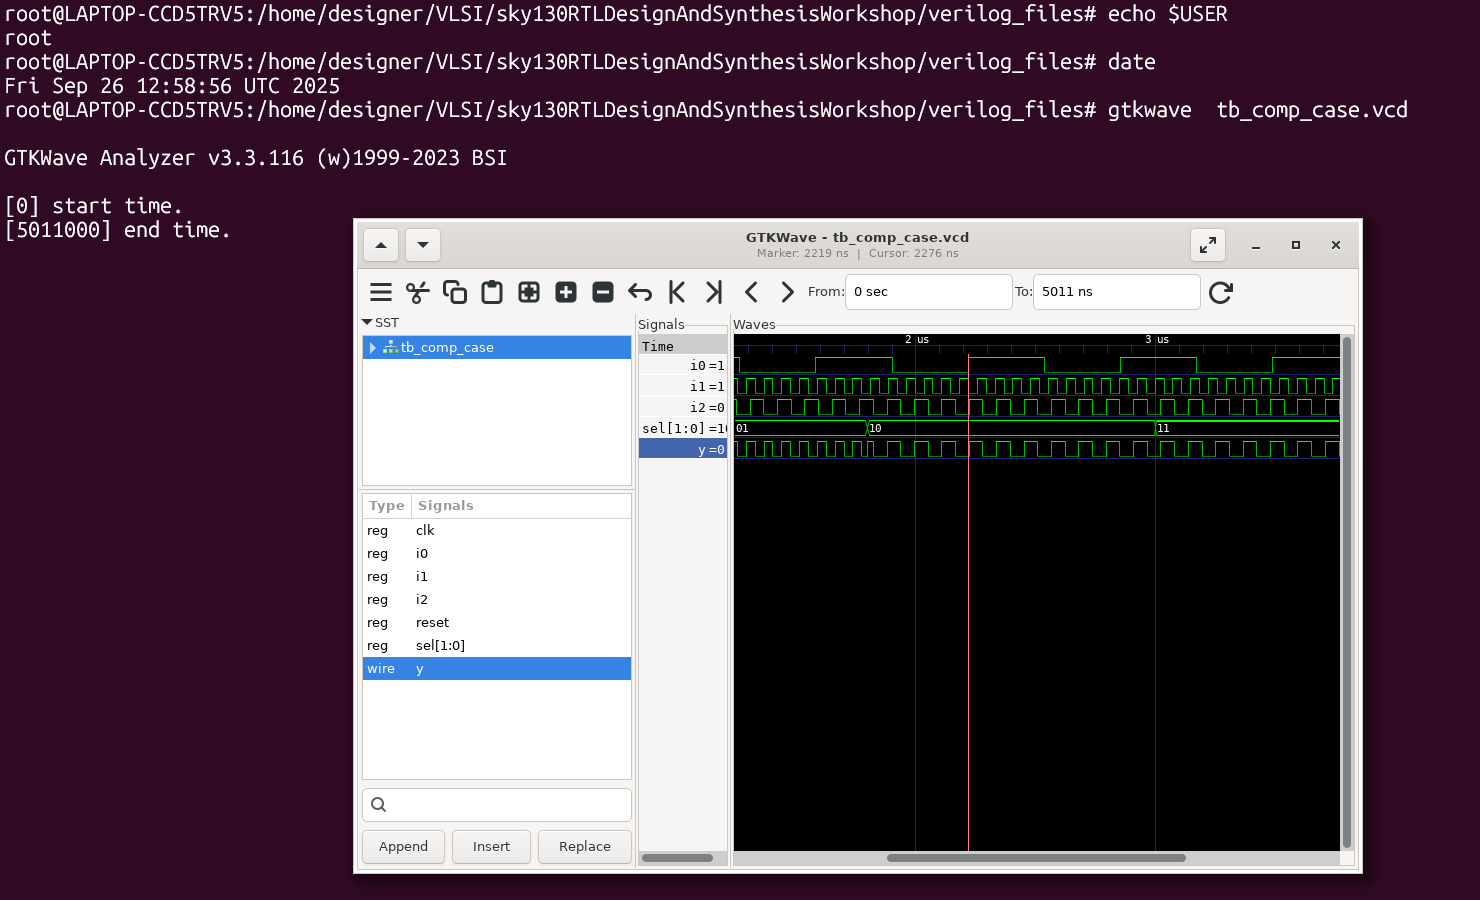 root@LAPTOP-CCD5TRV5:/home/designer/VLSI/sky130RTLDesignAndSynthesisWorkshop/verilog_files# echo $USER
root
root@LAPTOP-CCD5TRV5:/home/designer/VLSI/sky130RTLDesignAndSynthesisWorkshop/verilog_files# date
Fri Sep 26 12:58:56 UTC 2025
root@LAPTOP-CCD5TRV5:/home/designer/VLSI/sky130RTLDesignAndSynthesisWorkshop/verilog_files# gtkwave  tb_comp_case.vcd
GTKWave Analyzer v3.3.116 (w)1999-2023 BSI
[0] start time.
[5011000] end time.
GTKWave - tb_comp_case.vcd
Marker: 2219 ns | Cursor: 2276 ns
From: 0 sec To: 5011 ns
SST
tb_comp_case
Type Signals
reg clk
reg i0
reg i1
reg i2
reg reset
reg sel[1:0]
wire y
Append Insert Replace
Signals
Time
i0=1
i1=1
i2=0
sel[1:0]=10
y=0
Waves
2 us 3 us
01 10 11